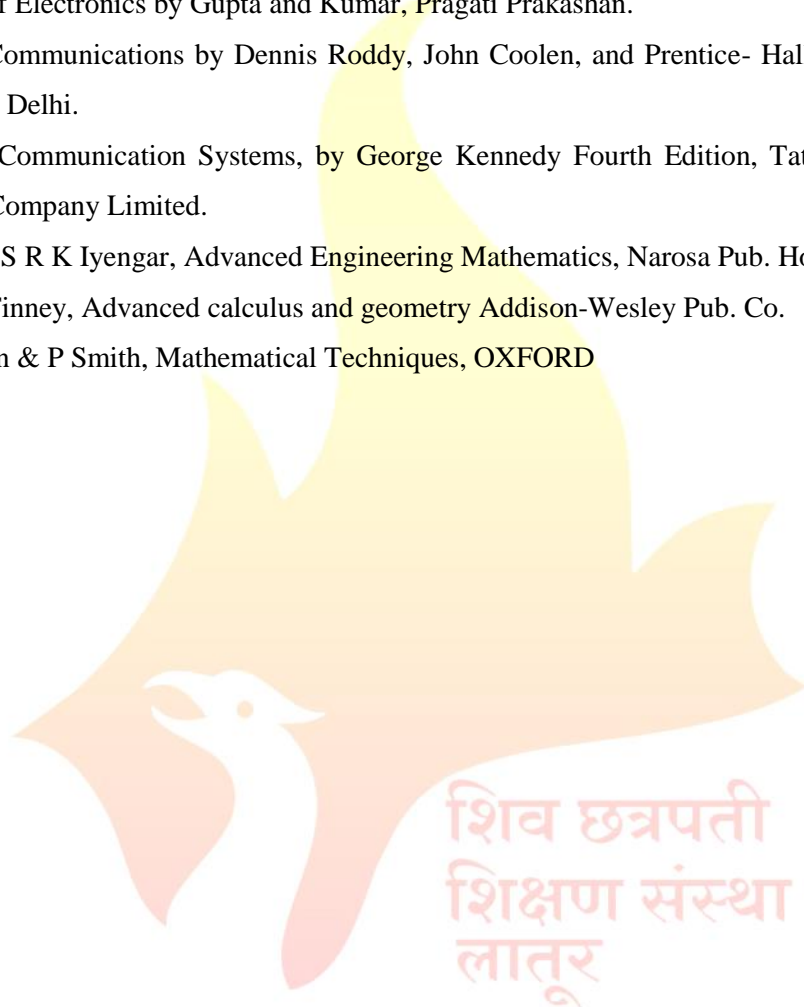 f Electronics by Gupta and Kumar, Pragati Prakashan.
Communications by Dennis Roddy, John Coolen, and Prentice- Hal
Delhi.
Communication Systems, by George Kennedy Fourth Edition, Tat
Company Limited.
S R K Iyengar, Advanced Engineering Mathematics, Narosa Pub. Ho
inney, Advanced calculus and geometry Addison-Wesley Pub. Co.
n & P Smith, Mathematical Techniques, OXFORD
शिव छत्रपती
शिक्षण संस्था
लातूर